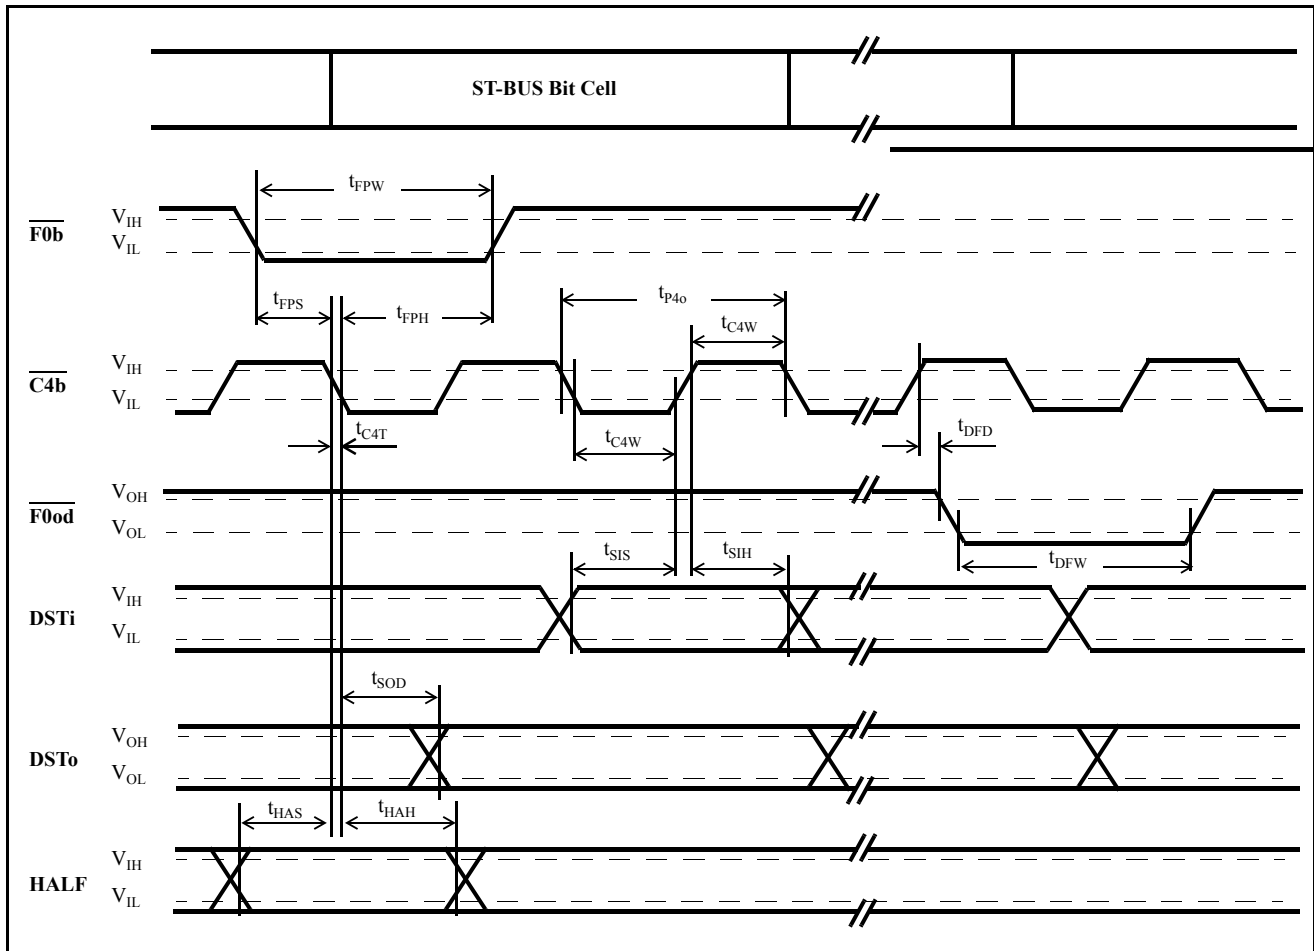 ST-BUS Bit Cell
tFPW
F0b
VIH
VIL
tFPS
tFPH
tP4o
tC4W
C4b
VIH
VIL
tC4T
tC4W
tDFD
F0od
VOH
VOL
tSIS
tSIH
tDFW
DSTi
VIH
VIL
tSOD
DSTo
VOH
VOL
tHAS
tHAH
HALF
VIH
VIL